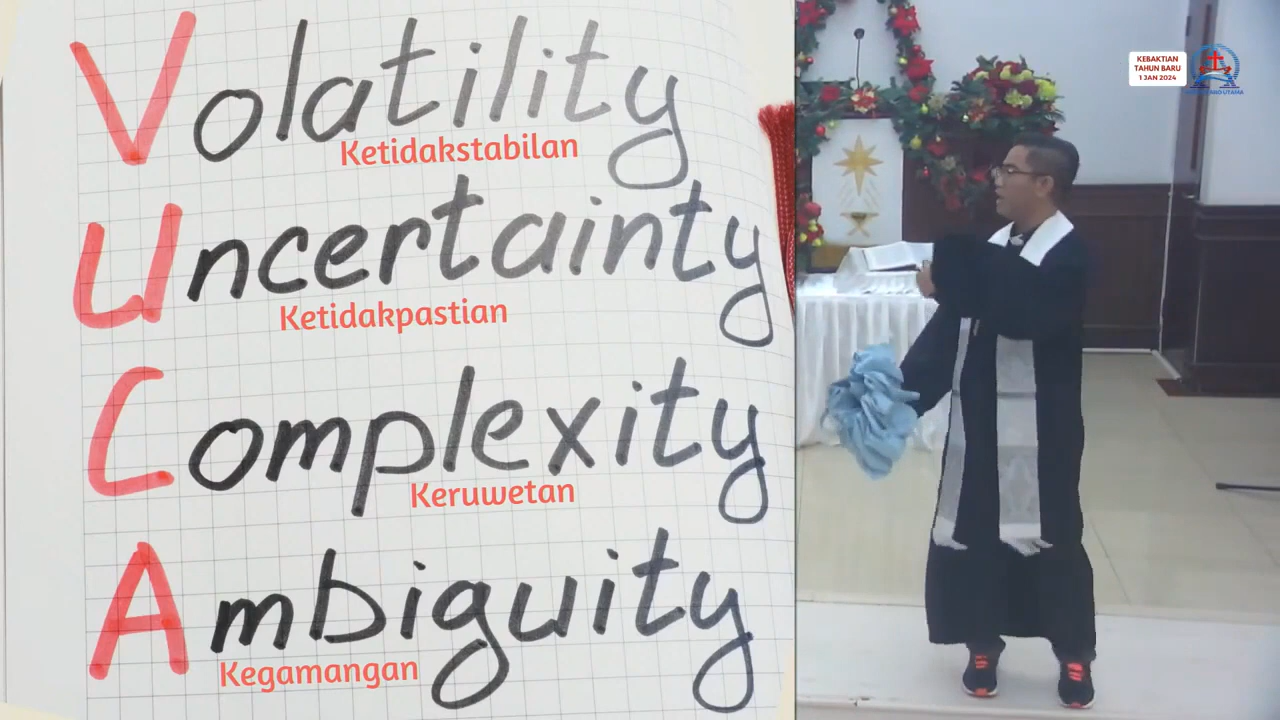 Volatility
Ketidakstabilan
Uncertainty
Ketidakpastian
Complexity
Keruwetan
Ambiguity
Kegamangan
KEBAKTIAN
TAHUN BARU
1 JAN 2024